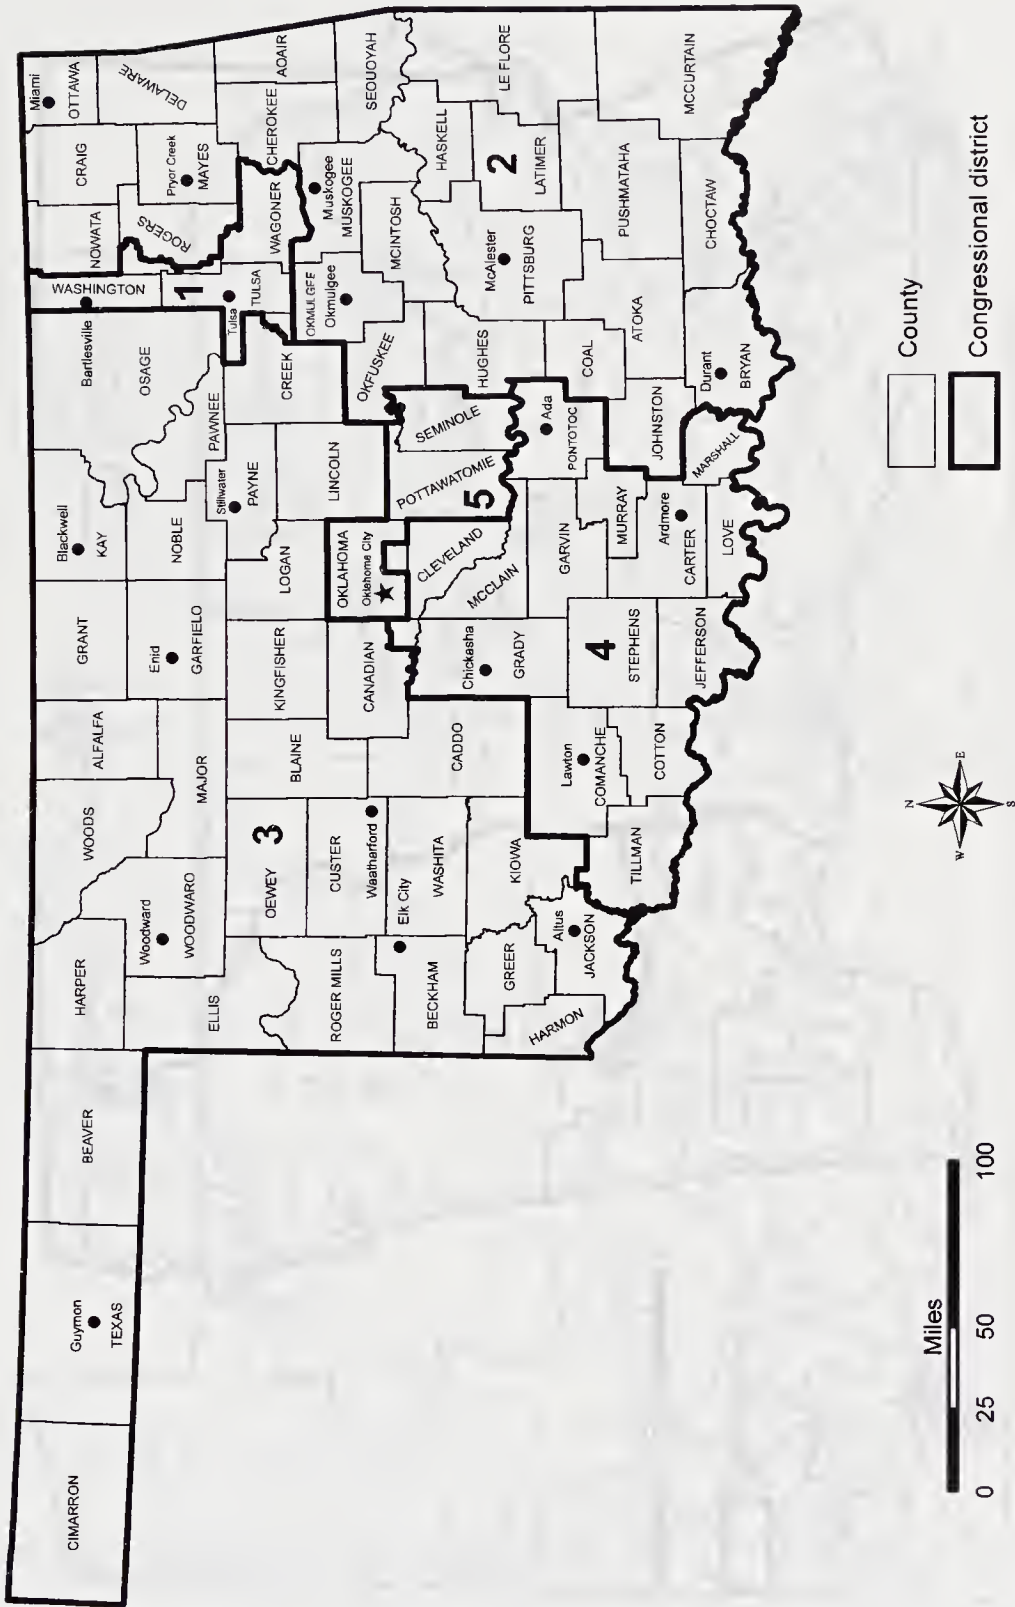 CIMARRON
Guymon
TEXAS
BEAVER
HARPER
Woodward
WOODWARO
ELLIS
WOODS
ALFALFA
MAJOR
GRANT
Enid
GARFIELD
Blackwell
KAY
NOBLE
Bartlesville
OSAGE
PAWNEE
WASHINGTON
NOWATA
CRAIG
Miami
OTTAWA
ROGERS
Pryor Creek
MAYES
DELAWARE
1
Tulsa
TULSA
WAGONER
CHEROKEE
AOAIR
OEWEY
3
BLAINE
KINGFISHER
LOGAN
Stillwater
PAYNE
CREEK
ROGER MILLS
CUSTER
Waatharford
CANADIAN
OKLAHOMA
Oklahoma City
LINCOLN
OKMULGEE
Okmulgee
Muskogee
MUSKOGEE
SEQUOYAH
BECKHAM
Elk City
WASHITA
CADDO
Chickasha
GRADY
CLEVELAND
MCCLAIN
POTTAWATOMIE
5
SEMINOLE
OKFUSKEE
HUGHES
MCINTOSH
HASKELL
2
LATIMER
LE FLORE
McAlester
PITTSBURG
GREER
KIOWA
HARMON
Altus
JACKSON
TILLMAN
Lawton
COMANCHE
COTTON
4
STEPHENS
JEFFERSON
GARVIN
MURRAY
Ardmore
CARTER
LOVE
Ada
PONTOTOC
COAL
JOHNSTON
MARSHALL
ATOKA
Durant
BRYAN
PUSHMATAHA
CHOCTAW
MCCURTAIN
Miles
0 25 50 100
N
W E
S
County
Congressional district